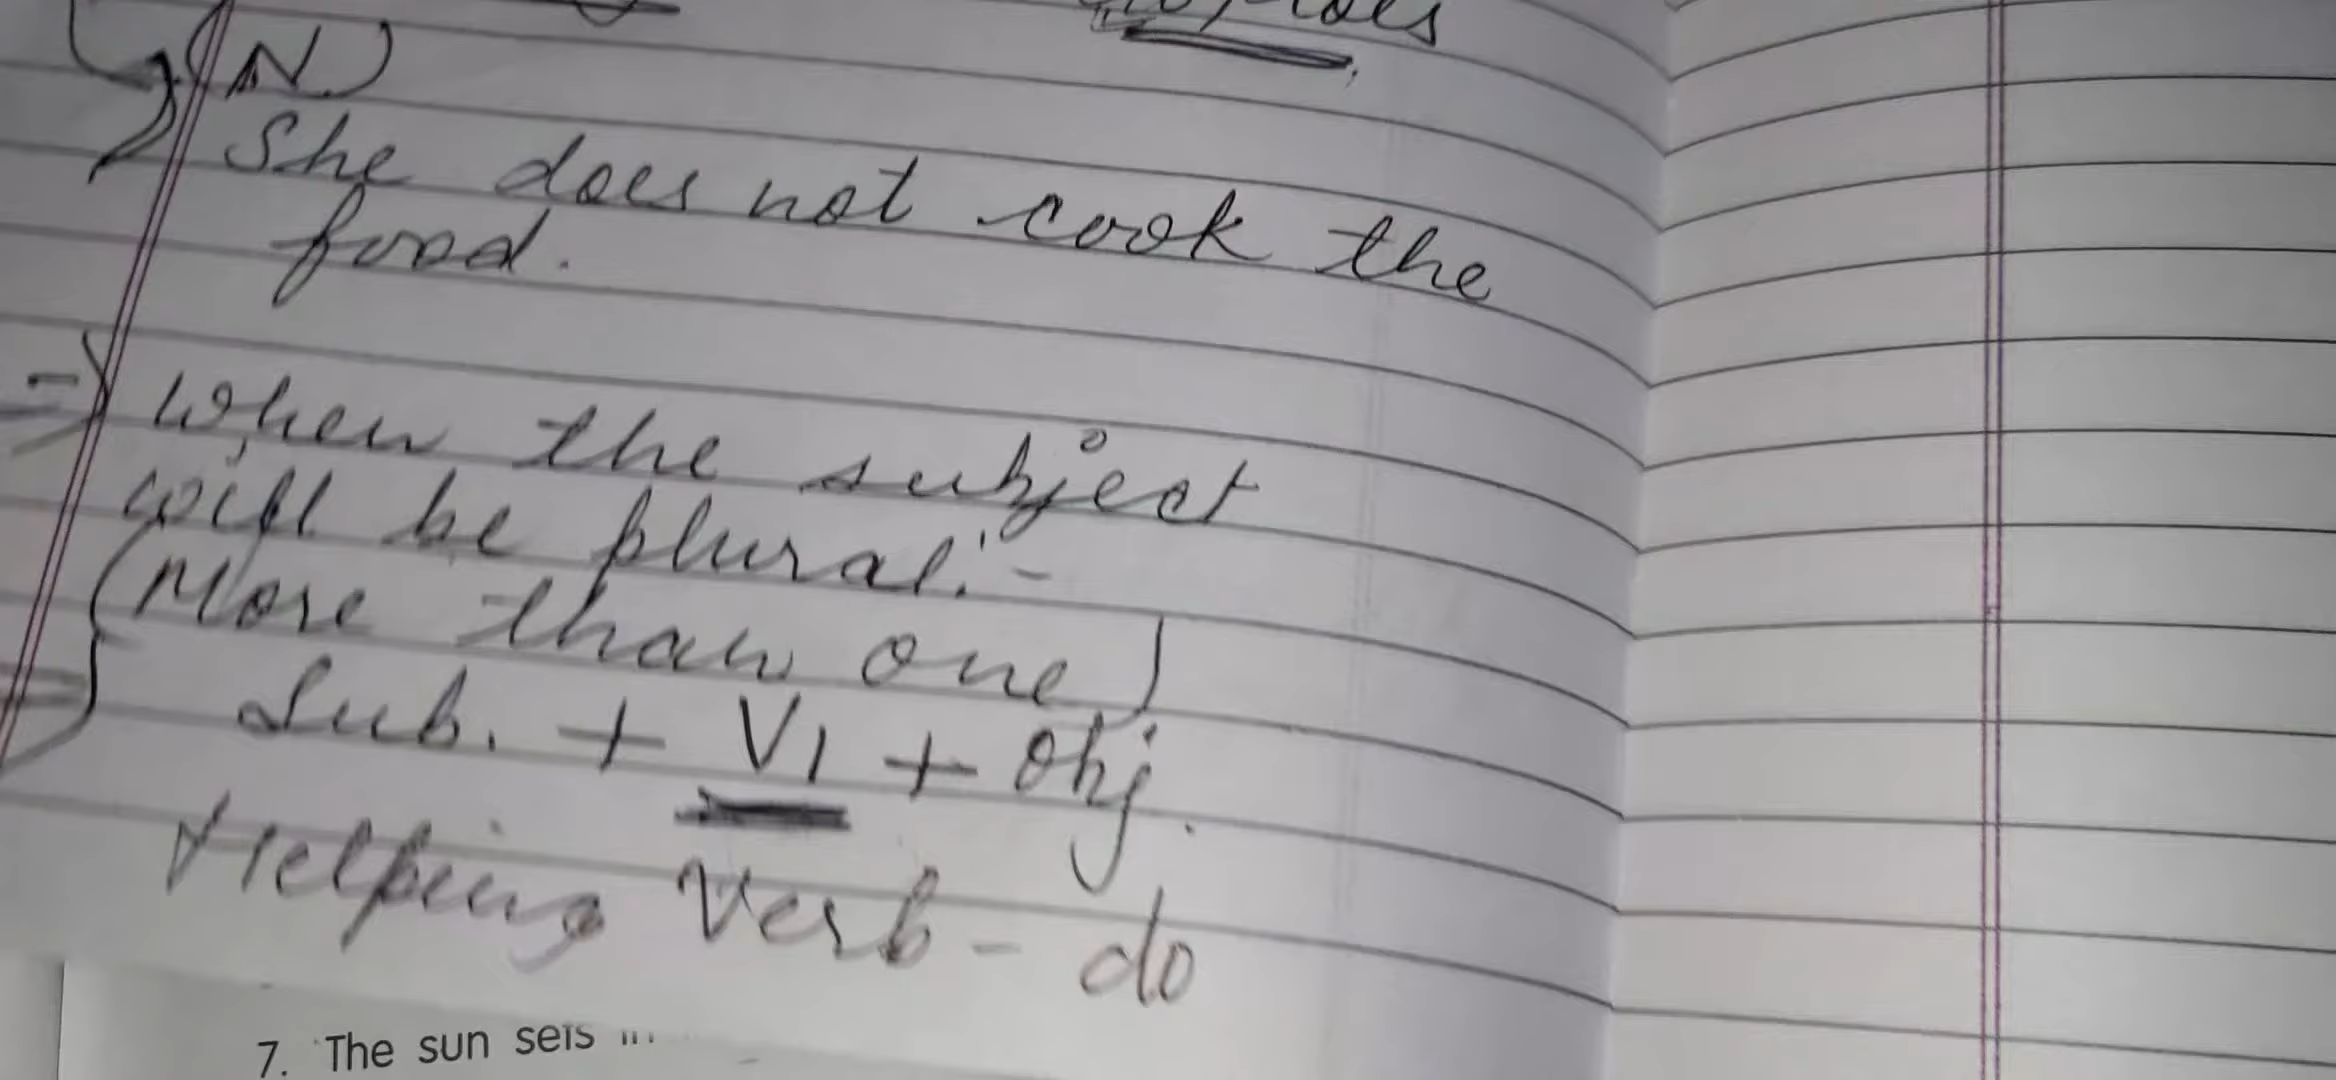 (N)
She does not cook the
food.
=> When the subject
will be plural:-
(More than one)
=> Sub. + V1 + Obj.
Helping Verb - do
7. The sun sets